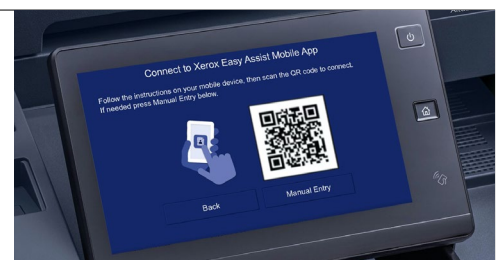 Connect to Xerox Easy Assist Mobile App
Follow the instructions on your mobile device, then scan the QR code to connect.
If needed press Manual Entry below.
Back
Manual Entry